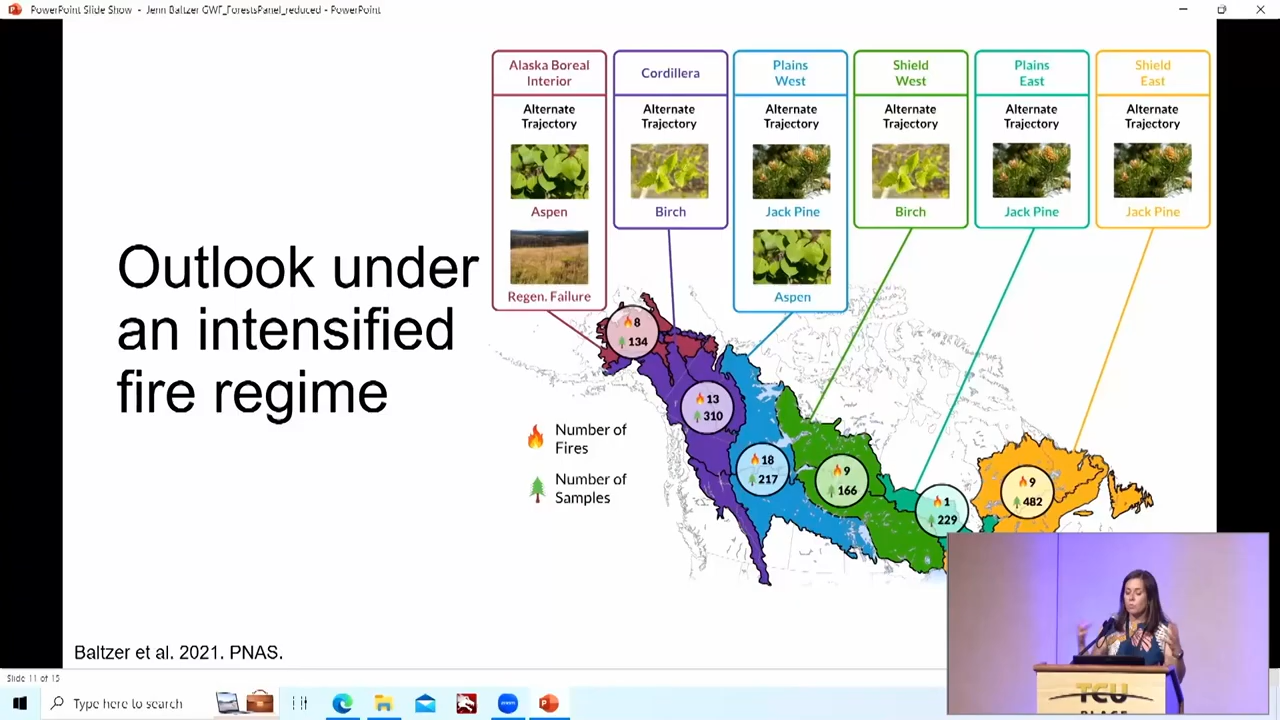 PowerPoint Slide Show - Jenn Baltzer GWF_ForestsPanel_reduced - PowerPoint
Alaska Boreal
Interior
Alternate
Trajectory
Aspen
Regen. Failure
Cordillera
Alternate
Trajectory
Birch
Plains
West
Alternate
Trajectory
Jack Pine
Aspen
Shield
West
Alternate
Trajectory
Birch
Plains
East
Alternate
Trajectory
Jack Pine
Shield
East
Alternate
Trajectory
Jack Pine
Outlook under
an intensified
fire regime
8
134
13
310
18
217
9
166
1
229
9
482
Number of
Fires
Number of
Samples
Baltzer et al. 2021. PNAS.
TCU
PLACE
Slide 11 of 15
Type here to search